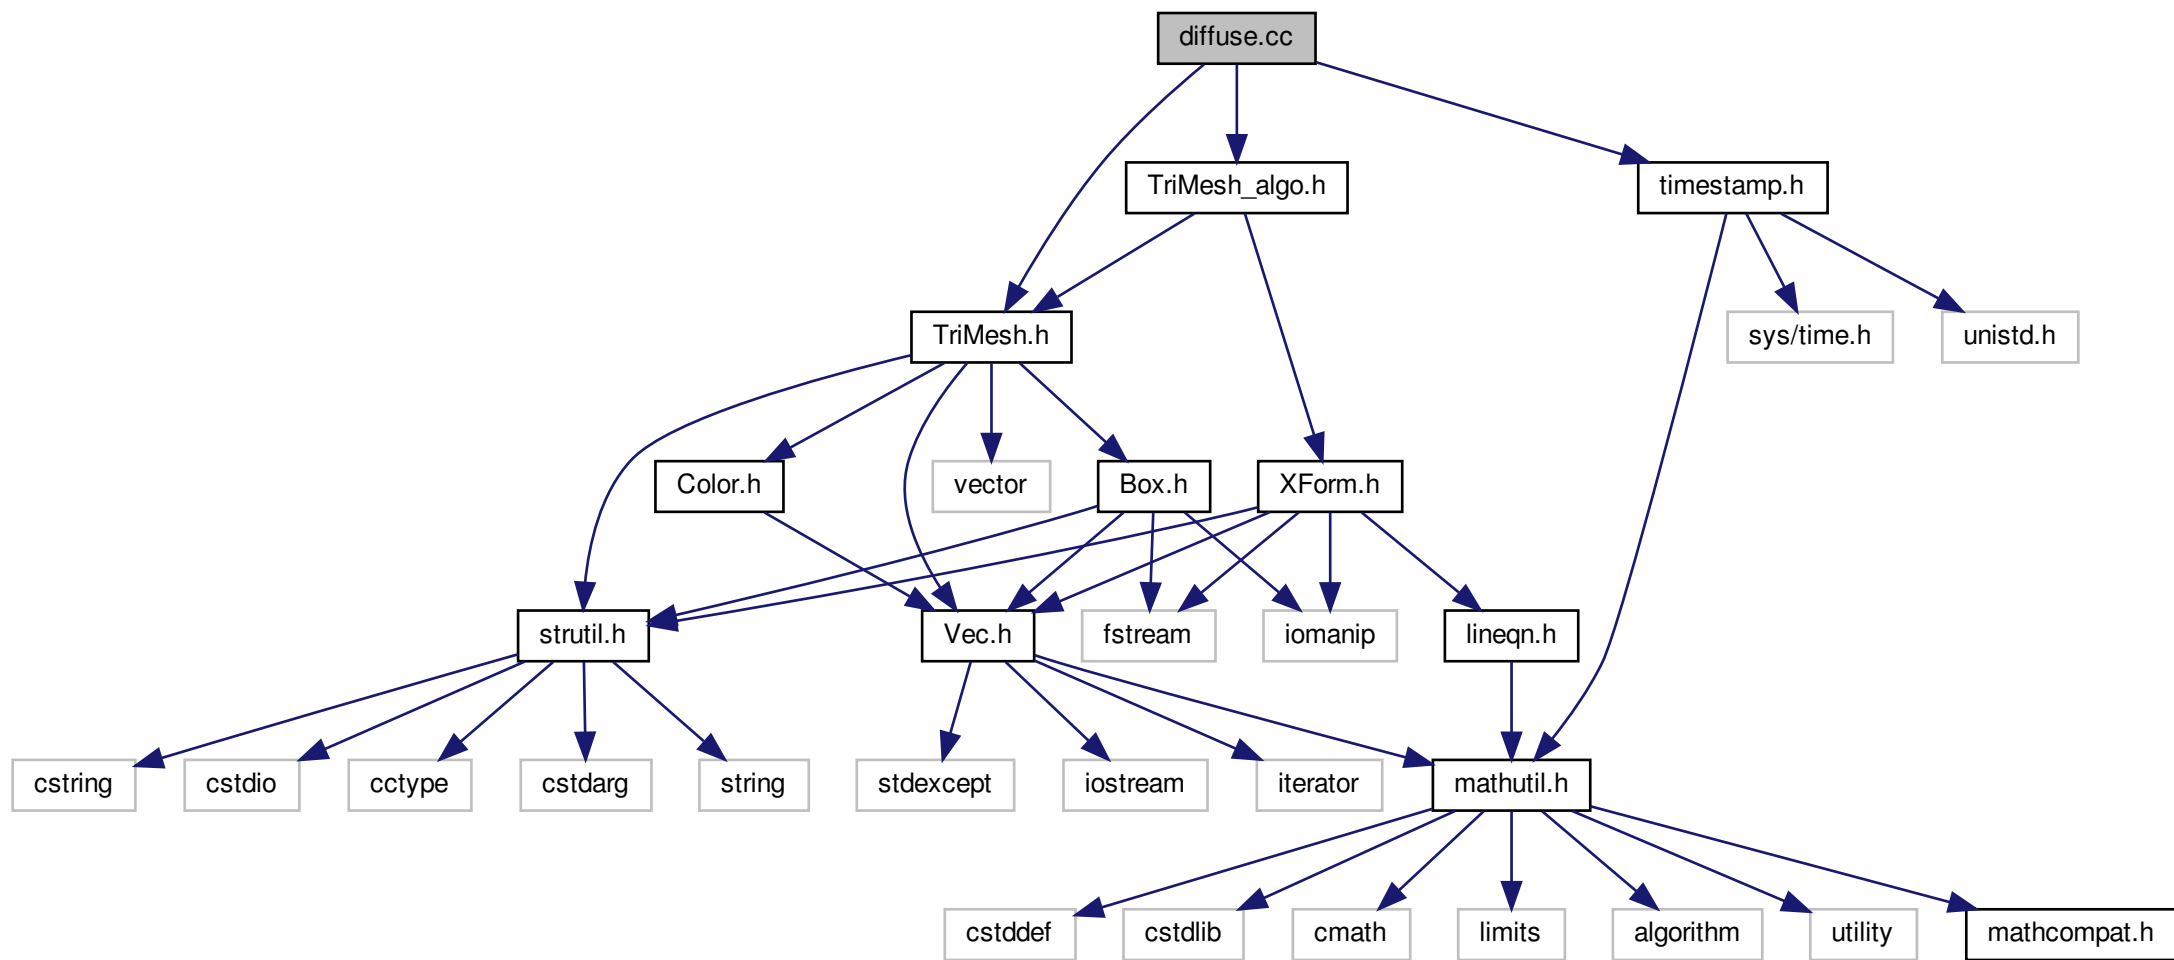 diffuse.cc
TriMesh_algo.h
timestamp.h
TriMesh.h
sys/time.h
unistd.h
Color.h
vector
Box.h
XForm.h
strutil.h
Vec.h
fstream
iomanip
lineqn.h
cstring
cstdio
cctype
cstdarg
string
stdexcept
iostream
iterator
mathutil.h
cstddef
cstdlib
cmath
limits
algorithm
utility
mathcompat.h